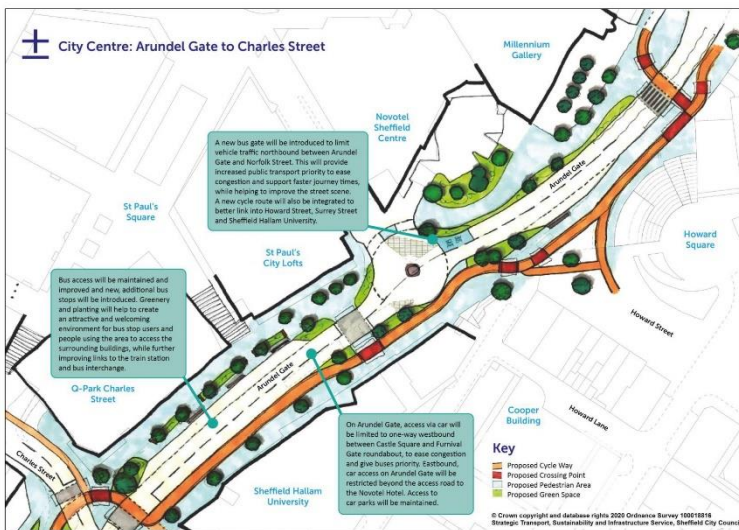 City Centre: Arundel Gate to Charles Street
Millennium
Gallery
Novotel
Sheffield
Centre
A new bus gate will be introduced to limit
vehicle traffic northbound between Arundel
Gate and Norfolk Street. This will provide
increased public transport priority to ease
congestion and support faster journey times,
while helping to improve the street scene.
A new cycle route will also be integrated to
better link into Howard Street, Surrey Street
and Sheffield Hallam University.
Arundel Gate
St Paul's
Square
St Paul's
City Lofts
Howard
Square
Bus access will be maintained and
improved and new, additional bus
stops will be introduced. Greenery
and planting will help to create
an attractive and welcoming
environment for bus stop users and
people using the area to access the
surrounding buildings, while further
improving links to the train station
and bus interchange.
Howard Street
Arundel Gate
Q-Park Charles
Street
Howard Lane
Cooper
Building
On Arundel Gate, access via car will
be limited to one-way westbound
between Castle Square and Furnival
Gate roundabout, to ease congestion
and give buses priority. Eastbound,
car access on Arundel Gate will be
restricted beyond the access road to
the Novotel Hotel. Access to
car parks will be maintained.
Charles Street
Sheffield Hallam
University
Key
Proposed Cycle Way
Proposed Crossing Point
Proposed Pedestrian Area
Proposed Green Space
© Crown copyright and database rights 2020 Ordnance Survey 100018816
Strategic Transport, Sustainability and Infrastructure Service, Sheffield City Council